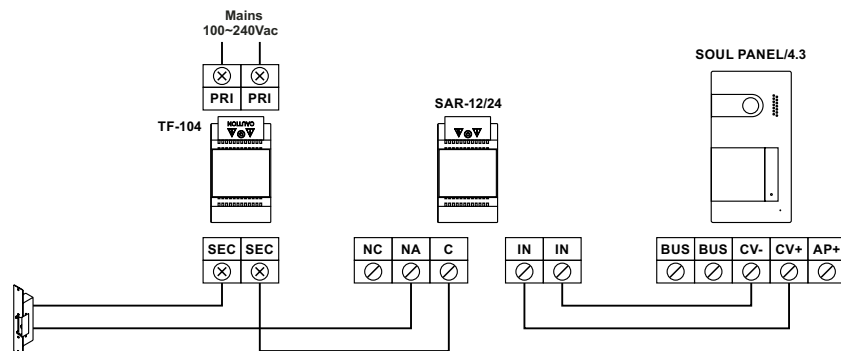 Mains
100~240Vac
SOUL PANEL/4.3
PRI PRI
SAR-12/24
TF-104
CAUTION
SEC SEC
NC NA C
IN IN
BUS BUS CV- CV+ AP+